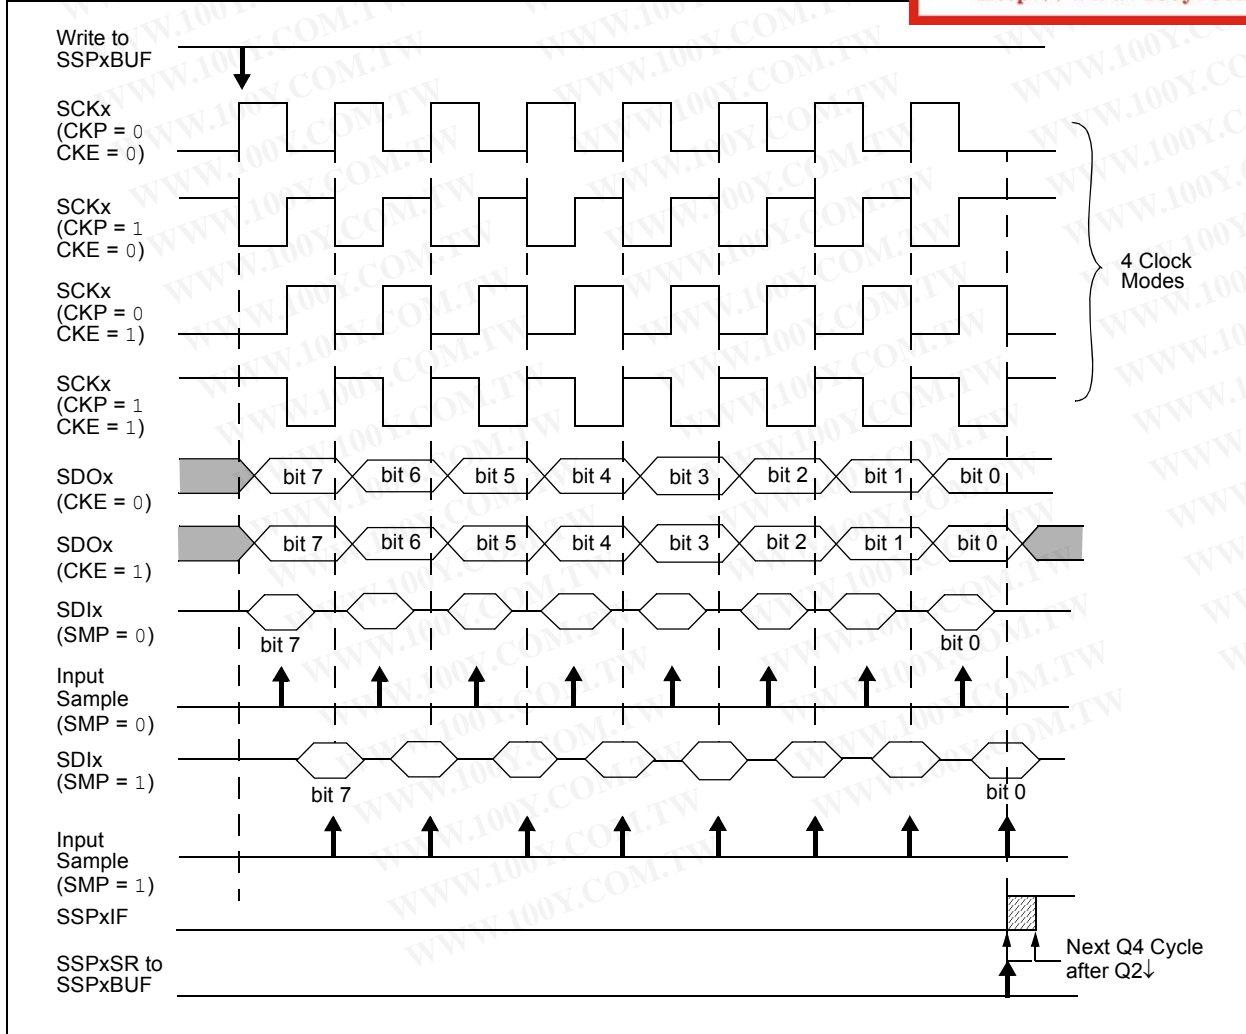 Write to
SSPxBUF
SCKx
(CKP = 0
CKE = 0)
SCKx
(CKP = 1
CKE = 0)
SCKx
(CKP = 0
CKE = 1)
SCKx
(CKP = 1
CKE = 1)
4 Clock
Modes
SDOx
(CKE = 0)
bit 7 bit 6 bit 5 bit 4 bit 3 bit 2 bit 1 bit 0
SDOx
(CKE = 1)
bit 7 bit 6 bit 5 bit 4 bit 3 bit 2 bit 1 bit 0
SDIx
(SMP = 0)
bit 7 bit 0
Input
Sample
(SMP = 0)
SDIx
(SMP = 1)
bit 7 bit 0
Input
Sample
(SMP = 1)
SSPxIF
Next Q4 Cycle
after Q2↓
SSPxSR to
SSPxBUF
WWW.100Y.COM.TW